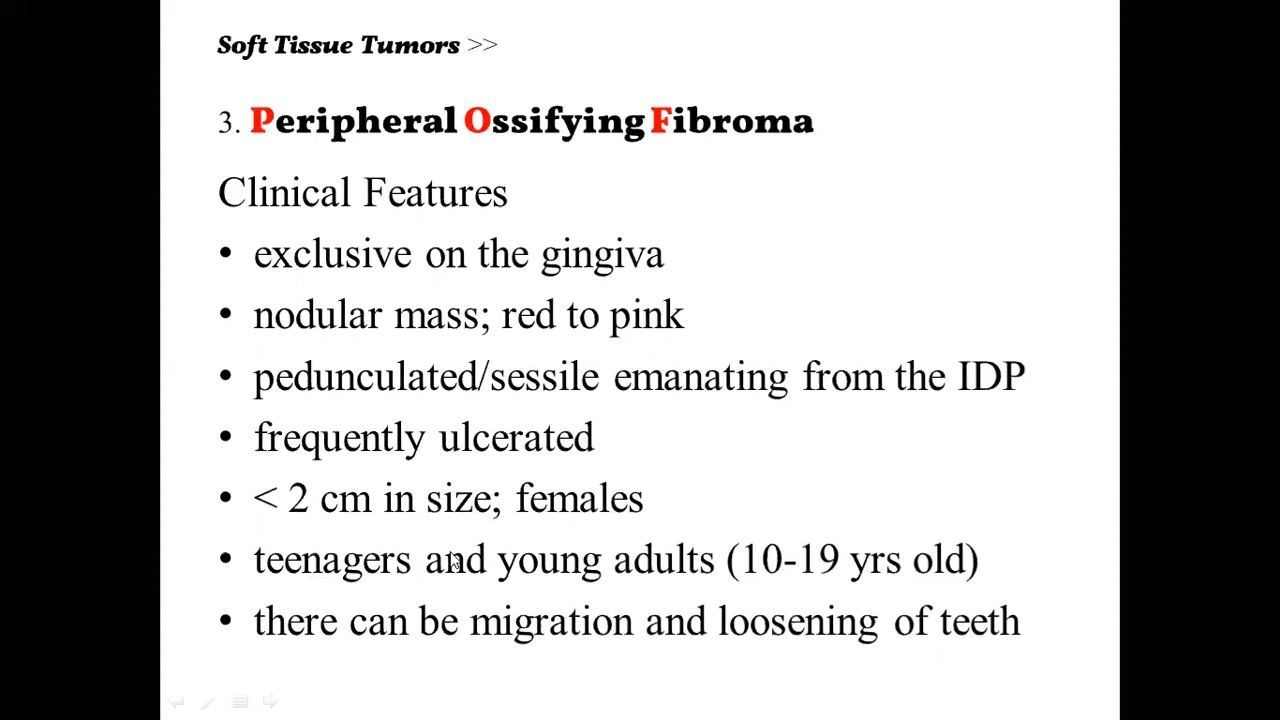 Soft Tissue Tumors >>
3. Peripheral Ossifying Fibroma
Clinical Features
• exclusive on the gingiva
• nodular mass; red to pink
• pedunculated/sessile emanating from the IDP
• frequently ulcerated
• < 2 cm in size; females
• teenagers and young adults (10-19 yrs old)
• there can be migration and loosening of teeth